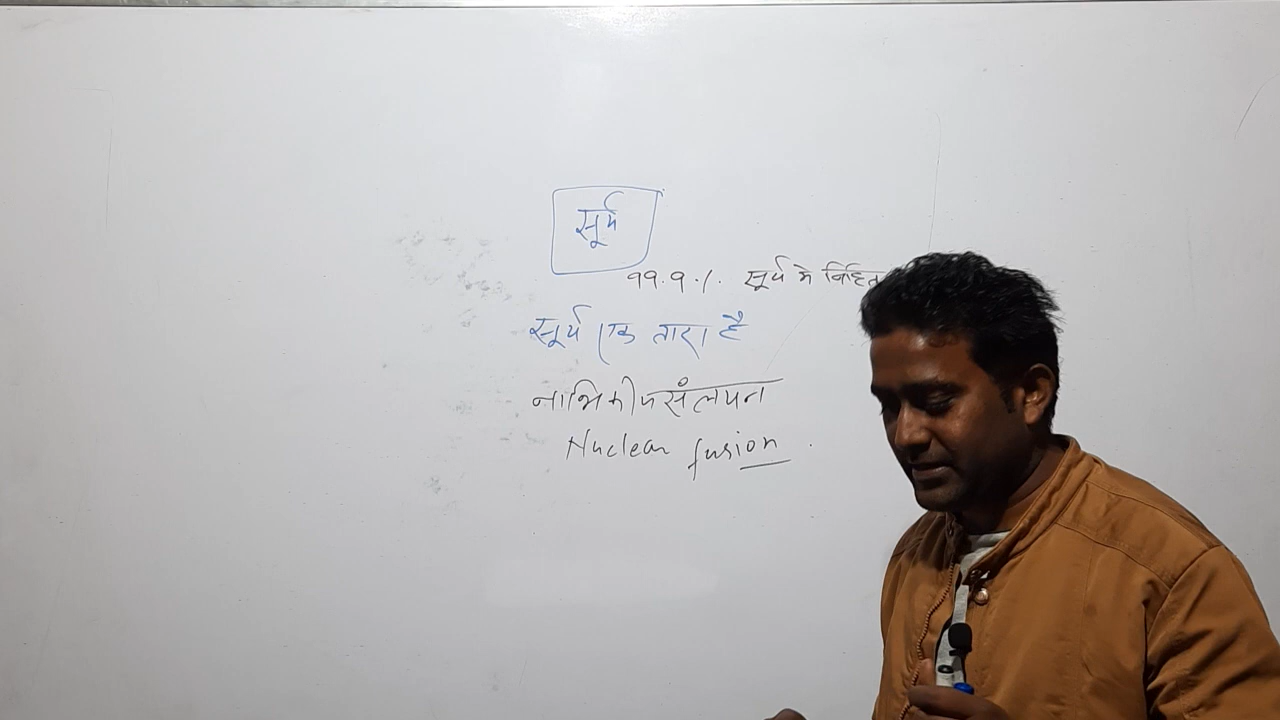 सूर्य
99.9% सूर्य मे निहित
सूर्य एक तारा है
नाभिकीय संलयन
Nuclear fusion